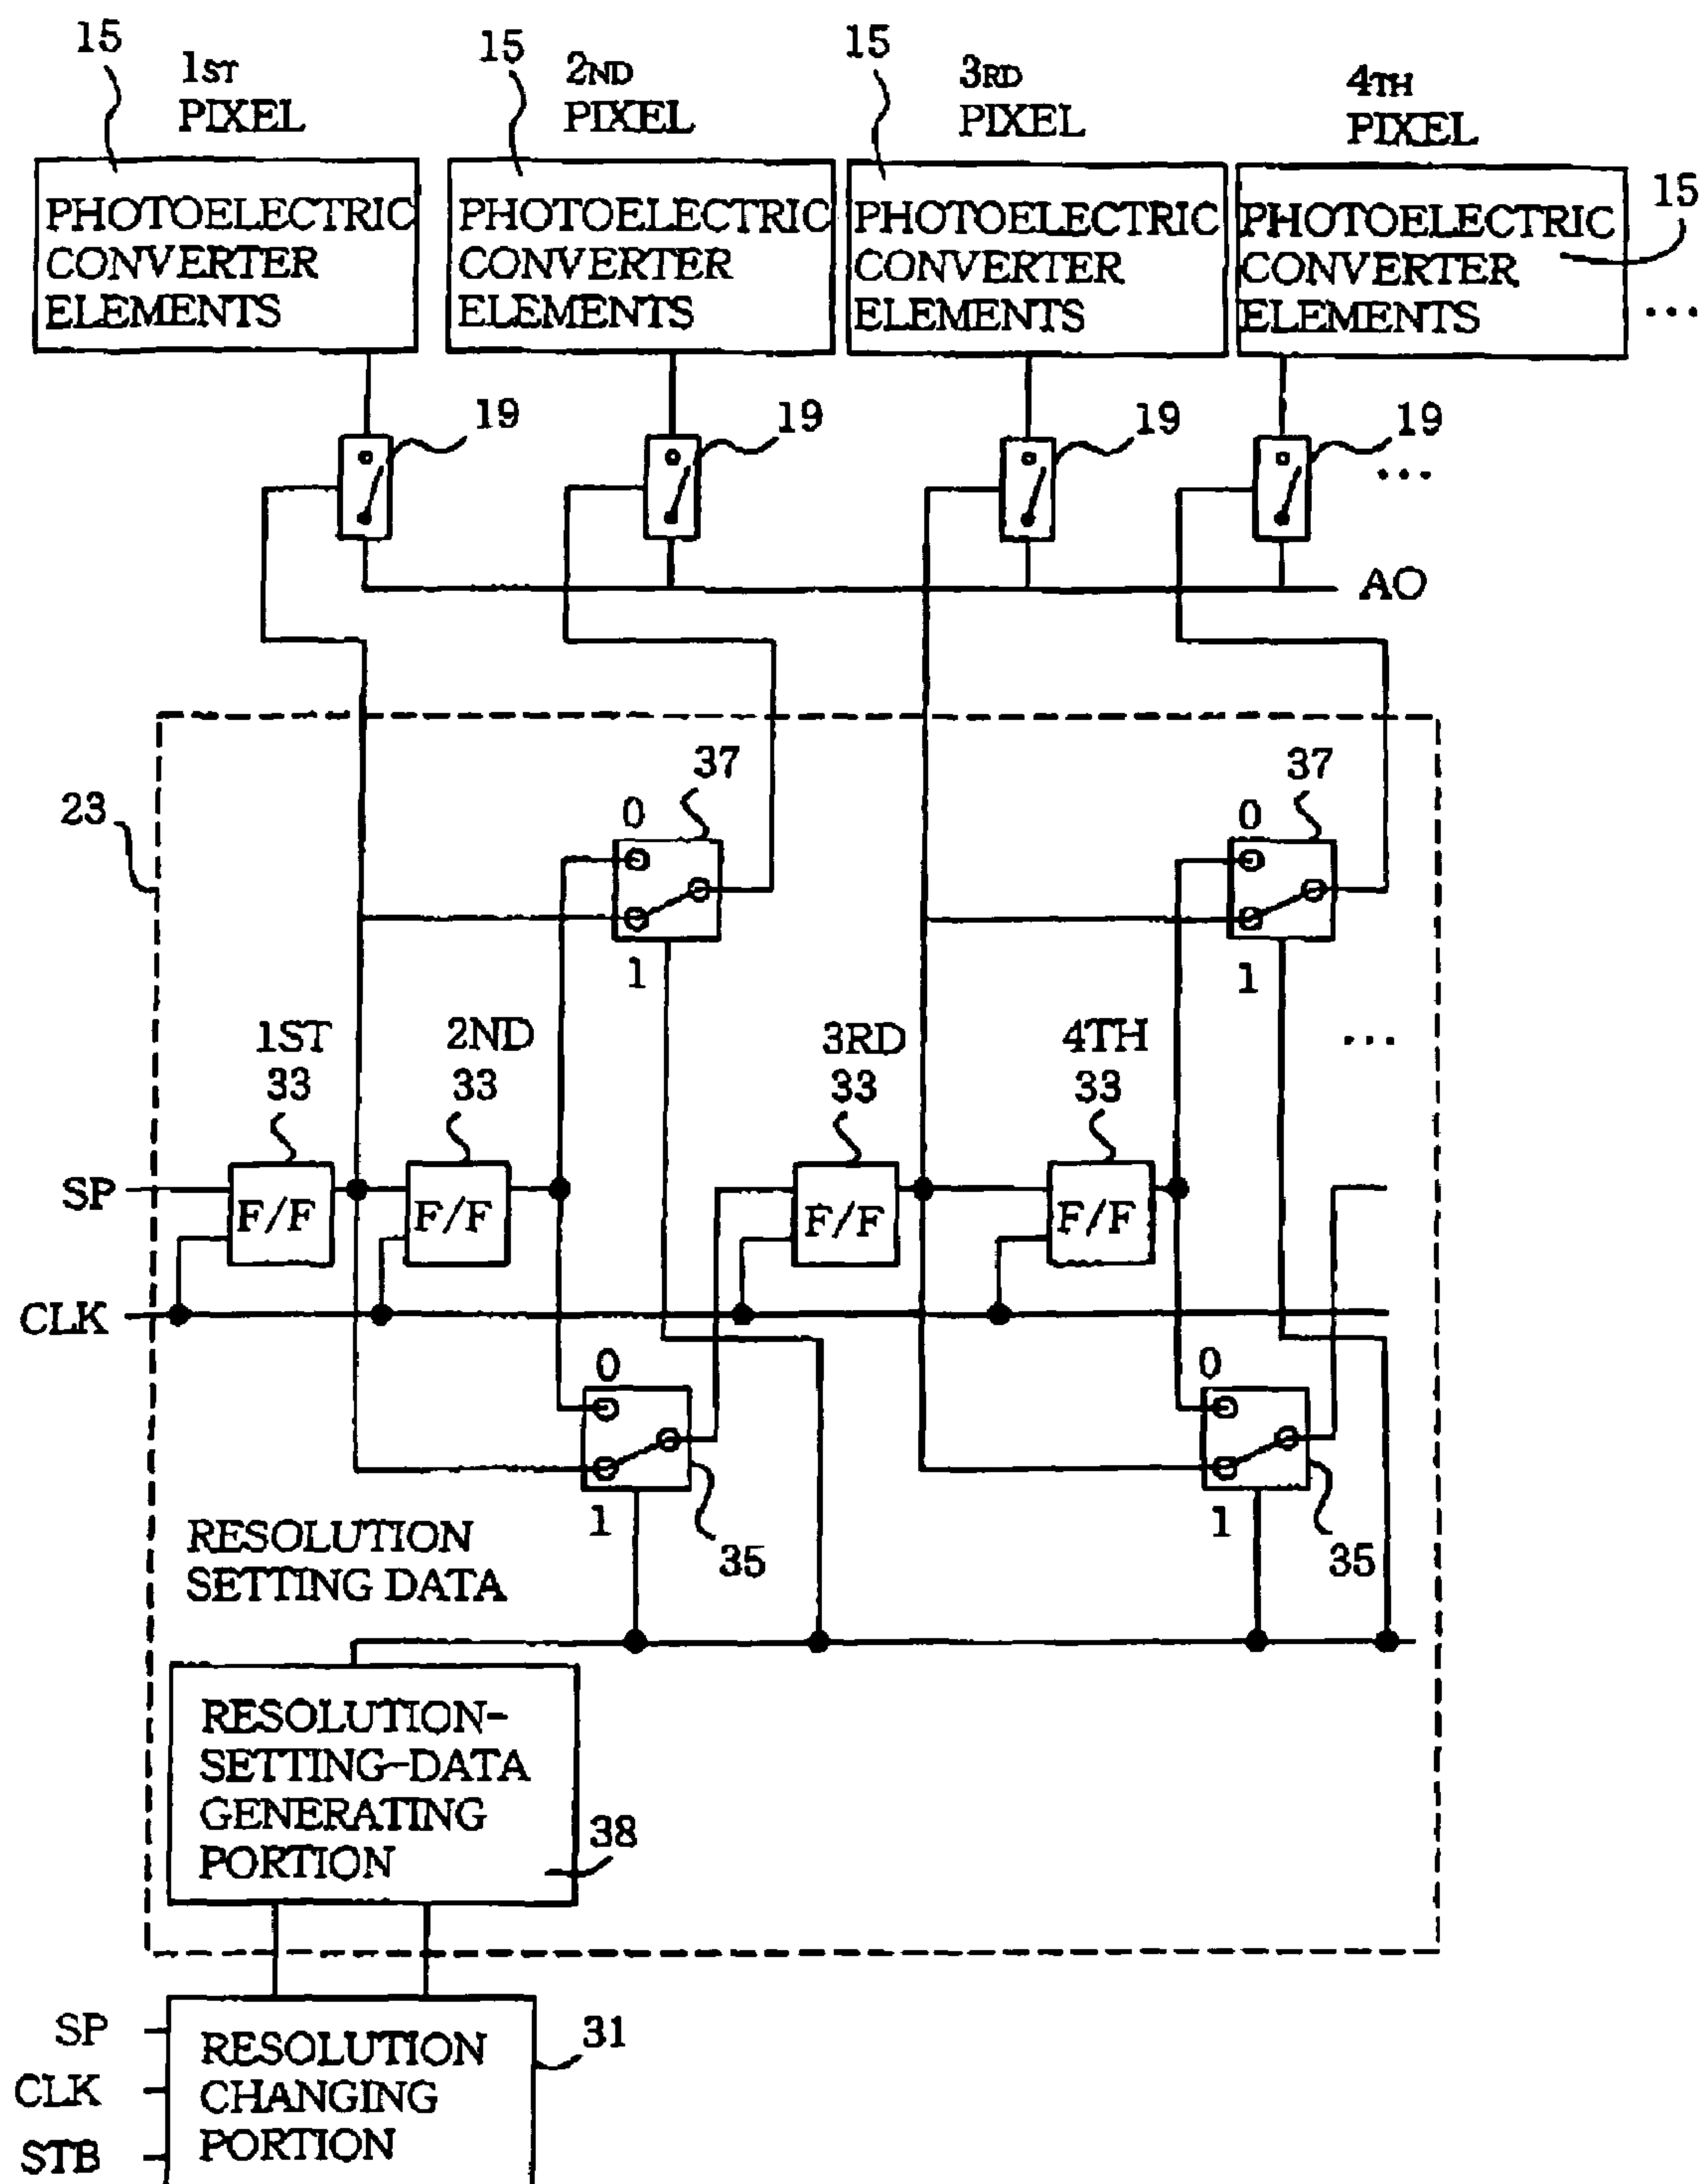 15
1ST
PIXEL
15
2ND
PIXEL
15
3RD
PIXEL
4TH
PIXEL
15
PHOTOELECTRIC
CONVERTER
ELEMENTS
PHOTOELECTRIC
CONVERTER
ELEMENTS
PHOTOELECTRIC
CONVERTER
ELEMENTS
PHOTOELECTRIC
CONVERTER
ELEMENTS
...
19
19
19
19
...
AO
23
37
0
1
37
0
1
1ST
33
2ND
33
3RD
33
4TH
33
...
SP
F/F
F/F
F/F
F/F
CLK
0
1
35
0
1
35
RESOLUTION
SETTING DATA
RESOLUTION-
SETTING-DATA
GENERATING
PORTION
38
SP
CLK
STB
RESOLUTION
CHANGING
PORTION
31